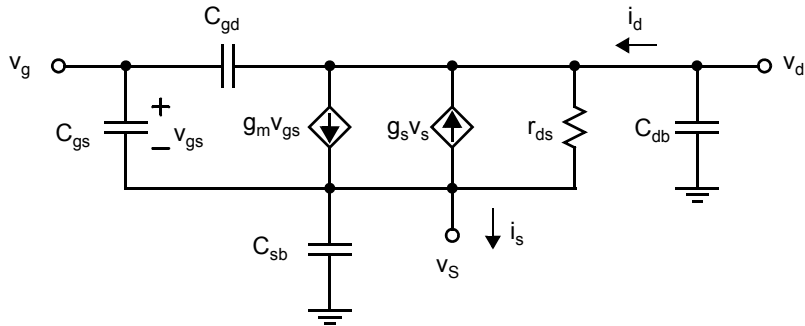 C_gd
i_d
v_g
v_d
C_gs
+
v_gs
–
g_m v_gs
g_s v_s
r_ds
C_db
C_sb
i_s
v_S